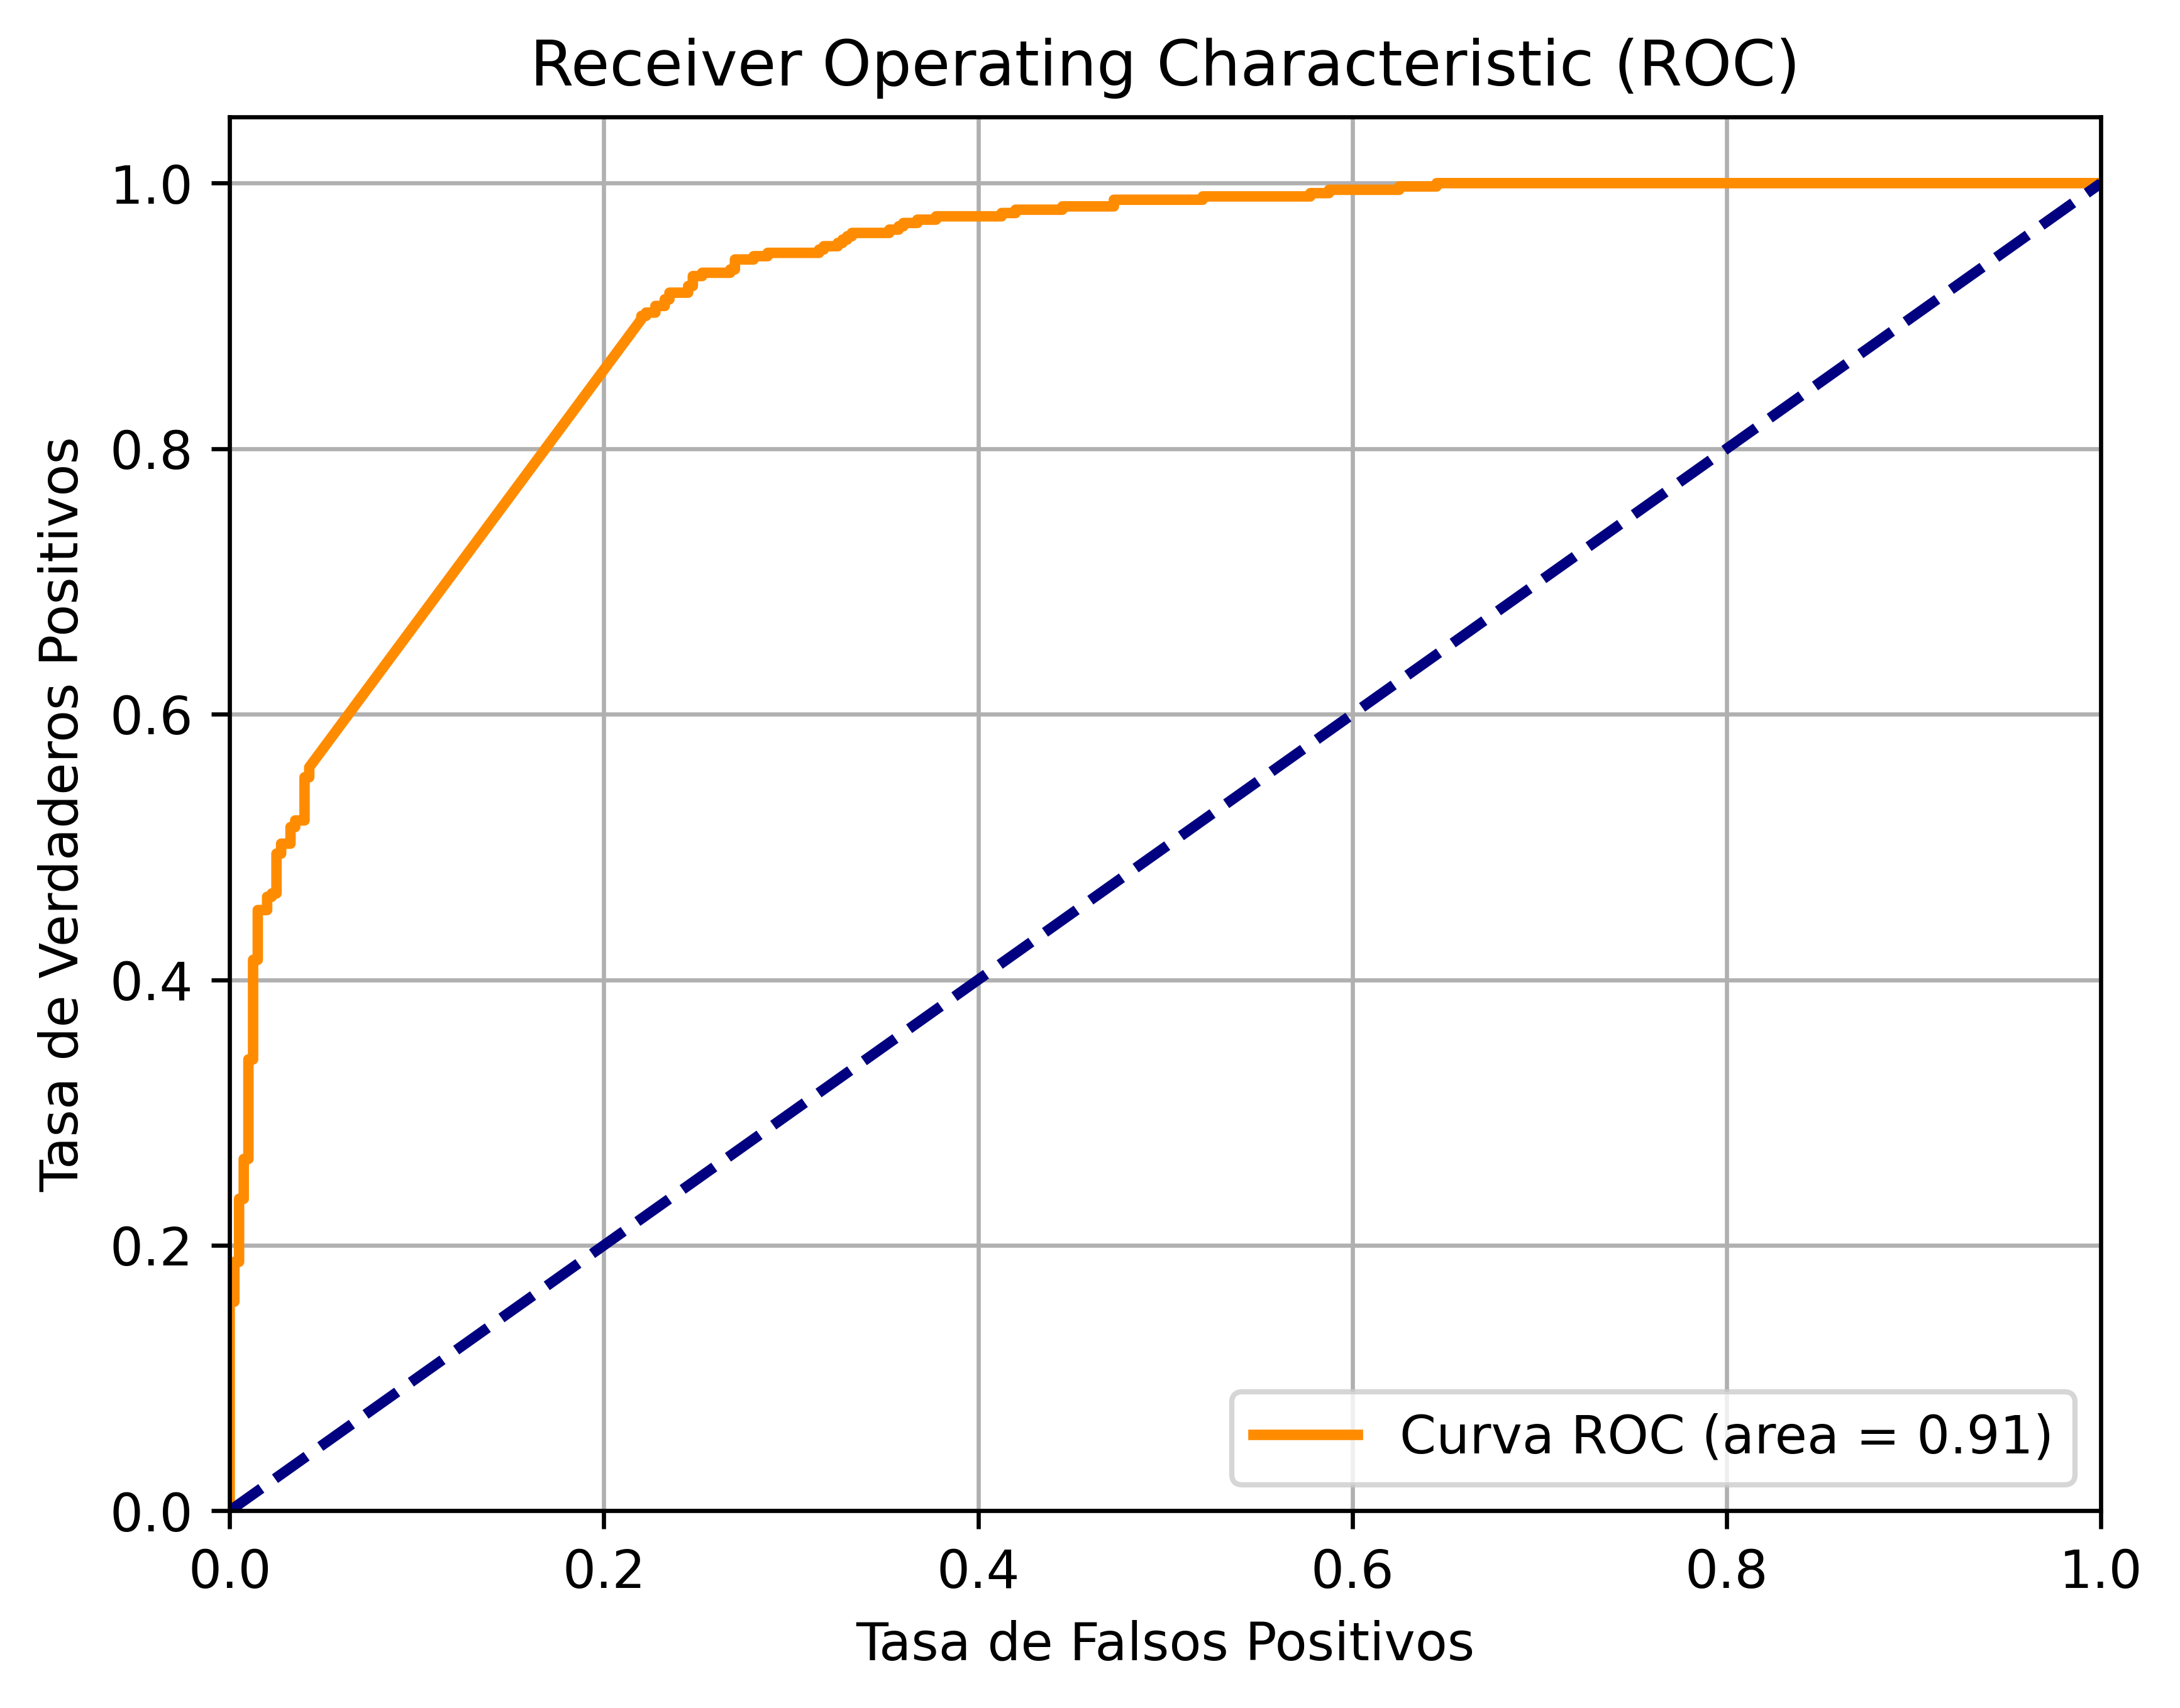 Receiver Operating Characteristic (ROC)
1.0
0.8
0.6
0.4
0.2
0.0
Tasa de Verdaderos Positivos
Curva ROC (area = 0.91)
0.0 0.2 0.4 0.6 0.8 1.0
Tasa de Falsos Positivos